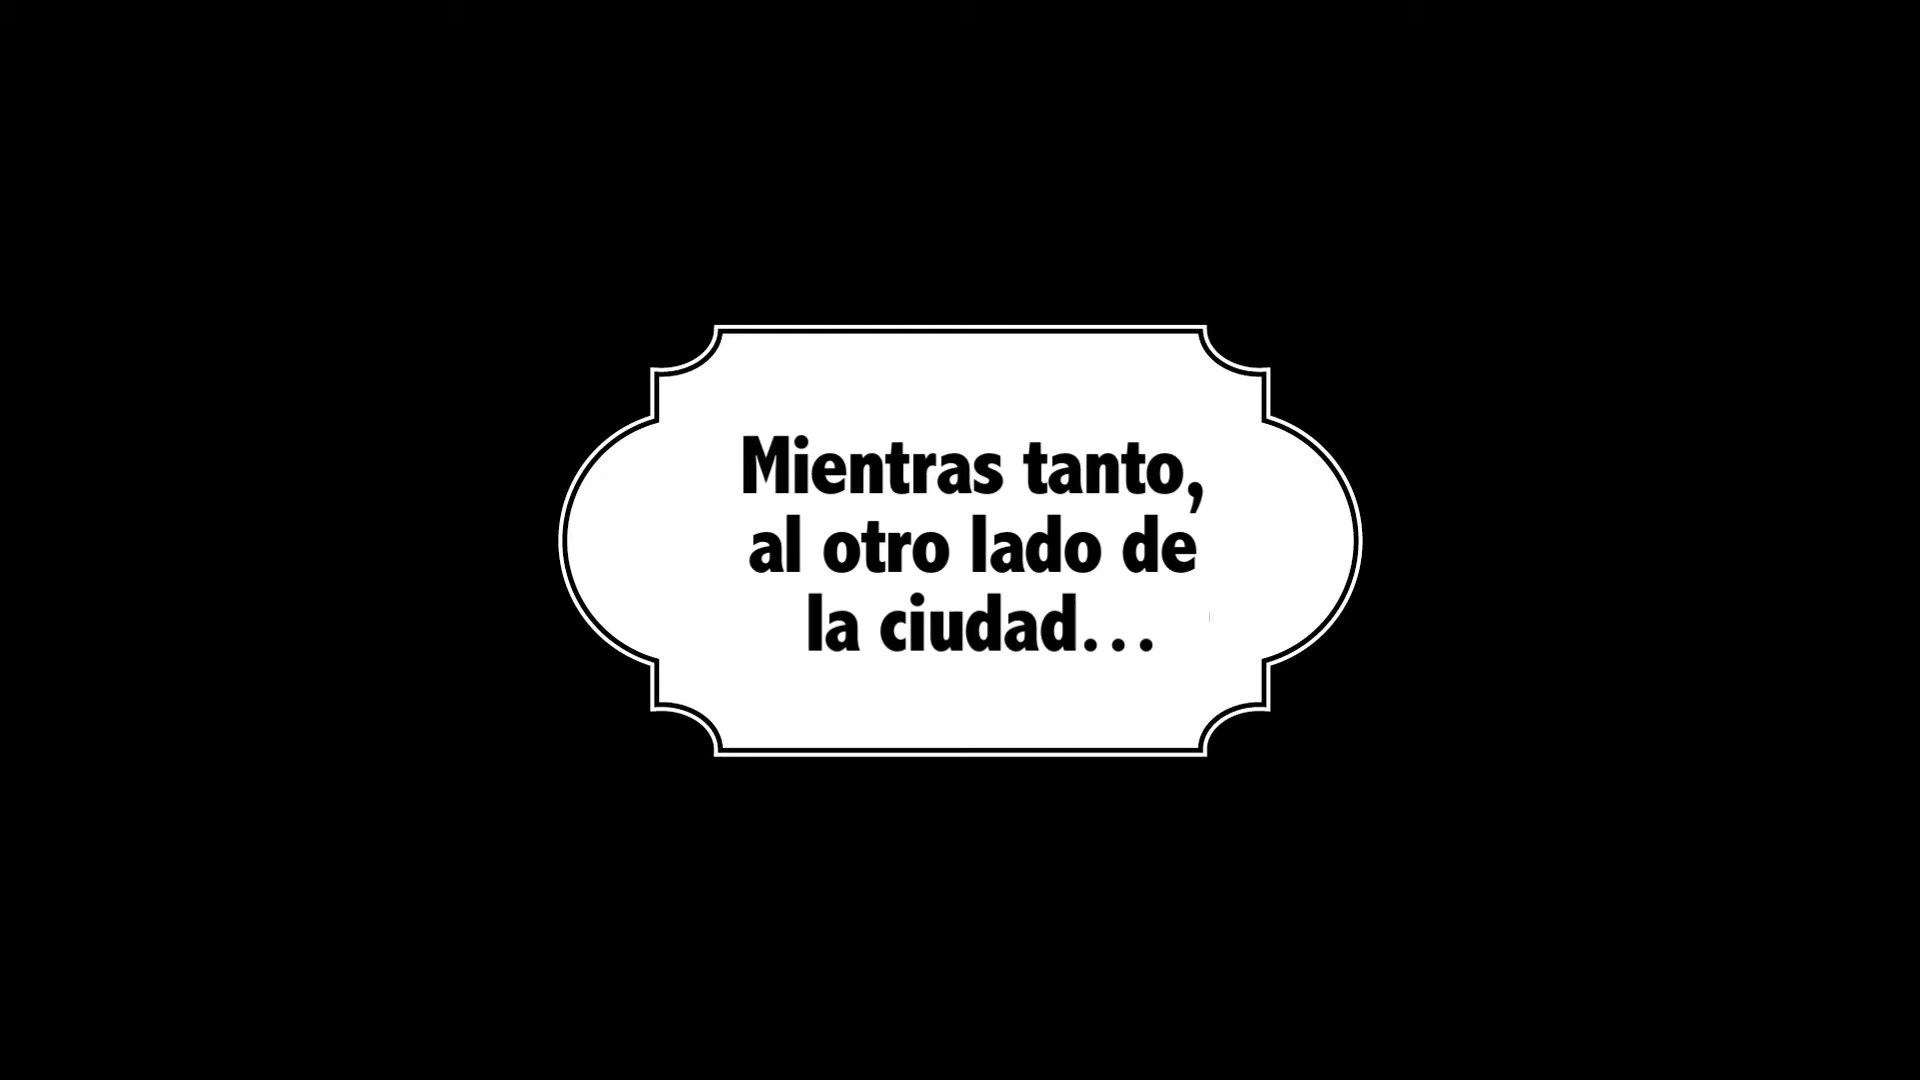 Mientras tanto,
al otro lado de
la ciudad…